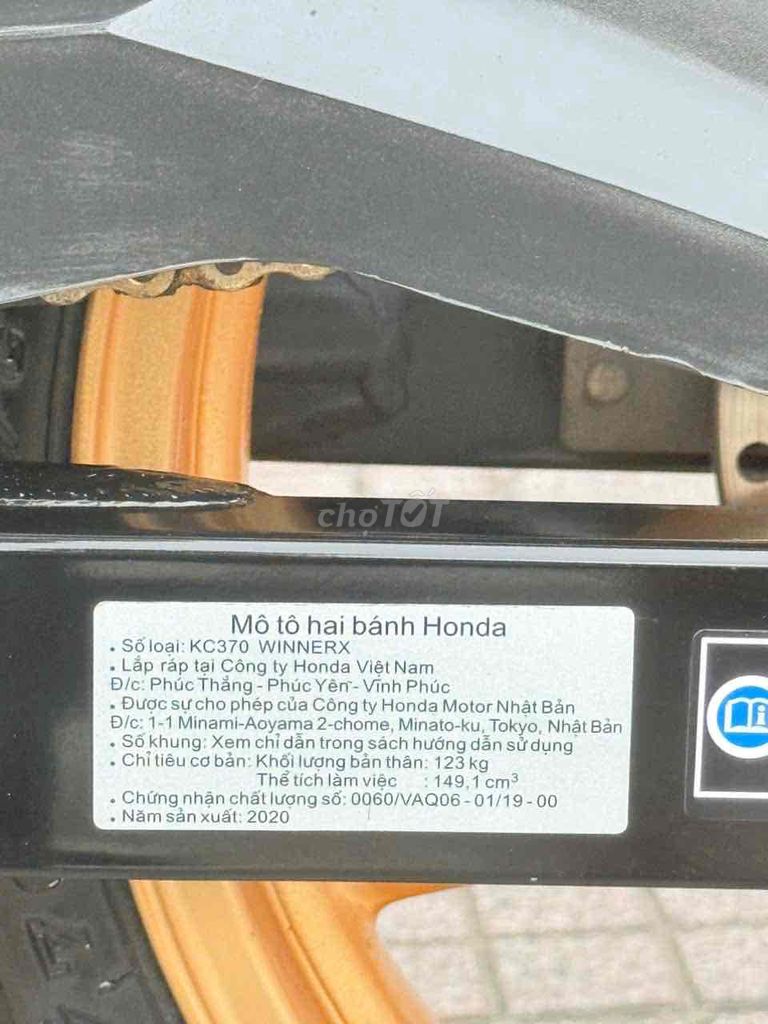 chợTỐT
Mô tô hai bánh Honda
. Số loại: KC370 WINNERX
. Lắp ráp tại Công ty Honda Việt Nam
Đ/c: Phúc Thắng - Phúc Yên - Vĩnh Phúc
. Được sự cho phép của Công ty Honda Motor Nhật Bản
Đ/c: 1-1 Minami-Aoyama 2-chome, Minato-ku, Tokyo, Nhật Bản
. Số khung: Xem chỉ dẫn trong sách hướng dẫn sử dụng
. Chỉ tiêu cơ bản: Khối lượng bản thân: 123 kg
Thể tích làm việc : 149,1 cm³
. Chứng nhận chất lượng số: 0060/VAQ06 - 01/19 - 00
. Năm sản xuất: 2020